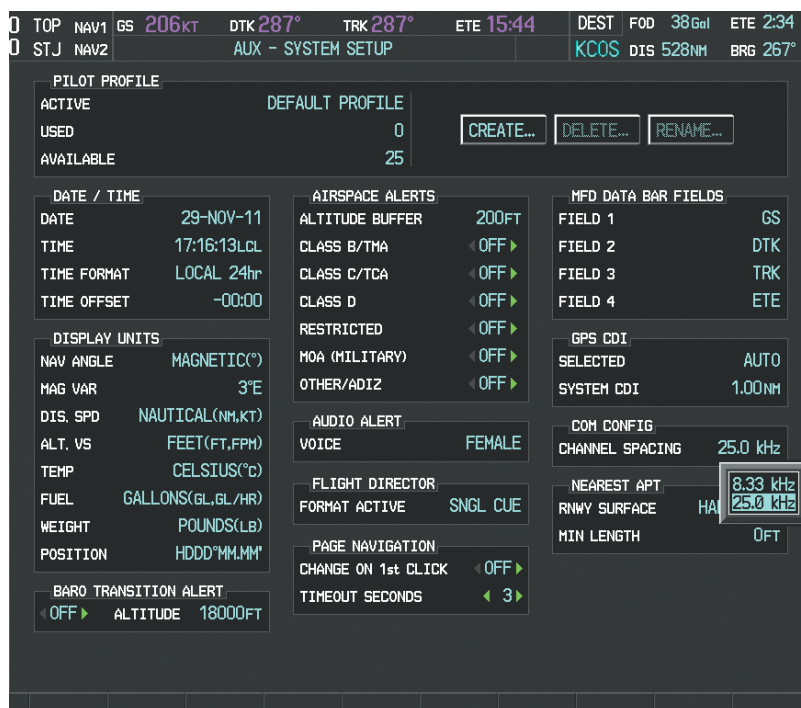 TOP NAV1 GS 206KT DTK 287° TRK 287° ETE 15:44 DEST FOD 38Gal ETE 2:34
STJ NAV2 AUX - SYSTEM SETUP KCOS DIS 528NM BRG 267°
PILOT PROFILE
ACTIVE DEFAULT PROFILE
USED 0 CREATE... DELETE... RENAME...
AVAILABLE 25
DATE / TIME
DATE 29-NOV-11
TIME 17:16:13LCL
TIME FORMAT LOCAL 24hr
TIME OFFSET -00:00
DISPLAY UNITS
NAV ANGLE MAGNETIC(°)
MAG VAR 3°E
DIS, SPD NAUTICAL(NM,KT)
ALT, VS FEET(FT,FPM)
TEMP CELSIUS(°C)
FUEL GALLONS(GL,GL/HR)
WEIGHT POUNDS(LB)
POSITION HDDD°MM.MM'
BARO TRANSITION ALERT
OFF ALTITUDE 18000FT
AIRSPACE ALERTS
ALTITUDE BUFFER 200FT
CLASS B/TMA OFF
CLASS C/TCA OFF
CLASS D OFF
RESTRICTED OFF
MOA (MILITARY) OFF
OTHER/ADIZ OFF
AUDIO ALERT
VOICE FEMALE
FLIGHT DIRECTOR
FORMAT ACTIVE SNGL CUE
PAGE NAVIGATION
CHANGE ON 1st CLICK OFF
TIMEOUT SECONDS 3
MFD DATA BAR FIELDS
FIELD 1 GS
FIELD 2 DTK
FIELD 3 TRK
FIELD 4 ETE
GPS CDI
SELECTED AUTO
SYSTEM CDI 1.00NM
COM CONFIG
CHANNEL SPACING 25.0 kHz
8.33 kHz
25.0 kHz
NEAREST APT
RNWY SURFACE
MIN LENGTH 0FT